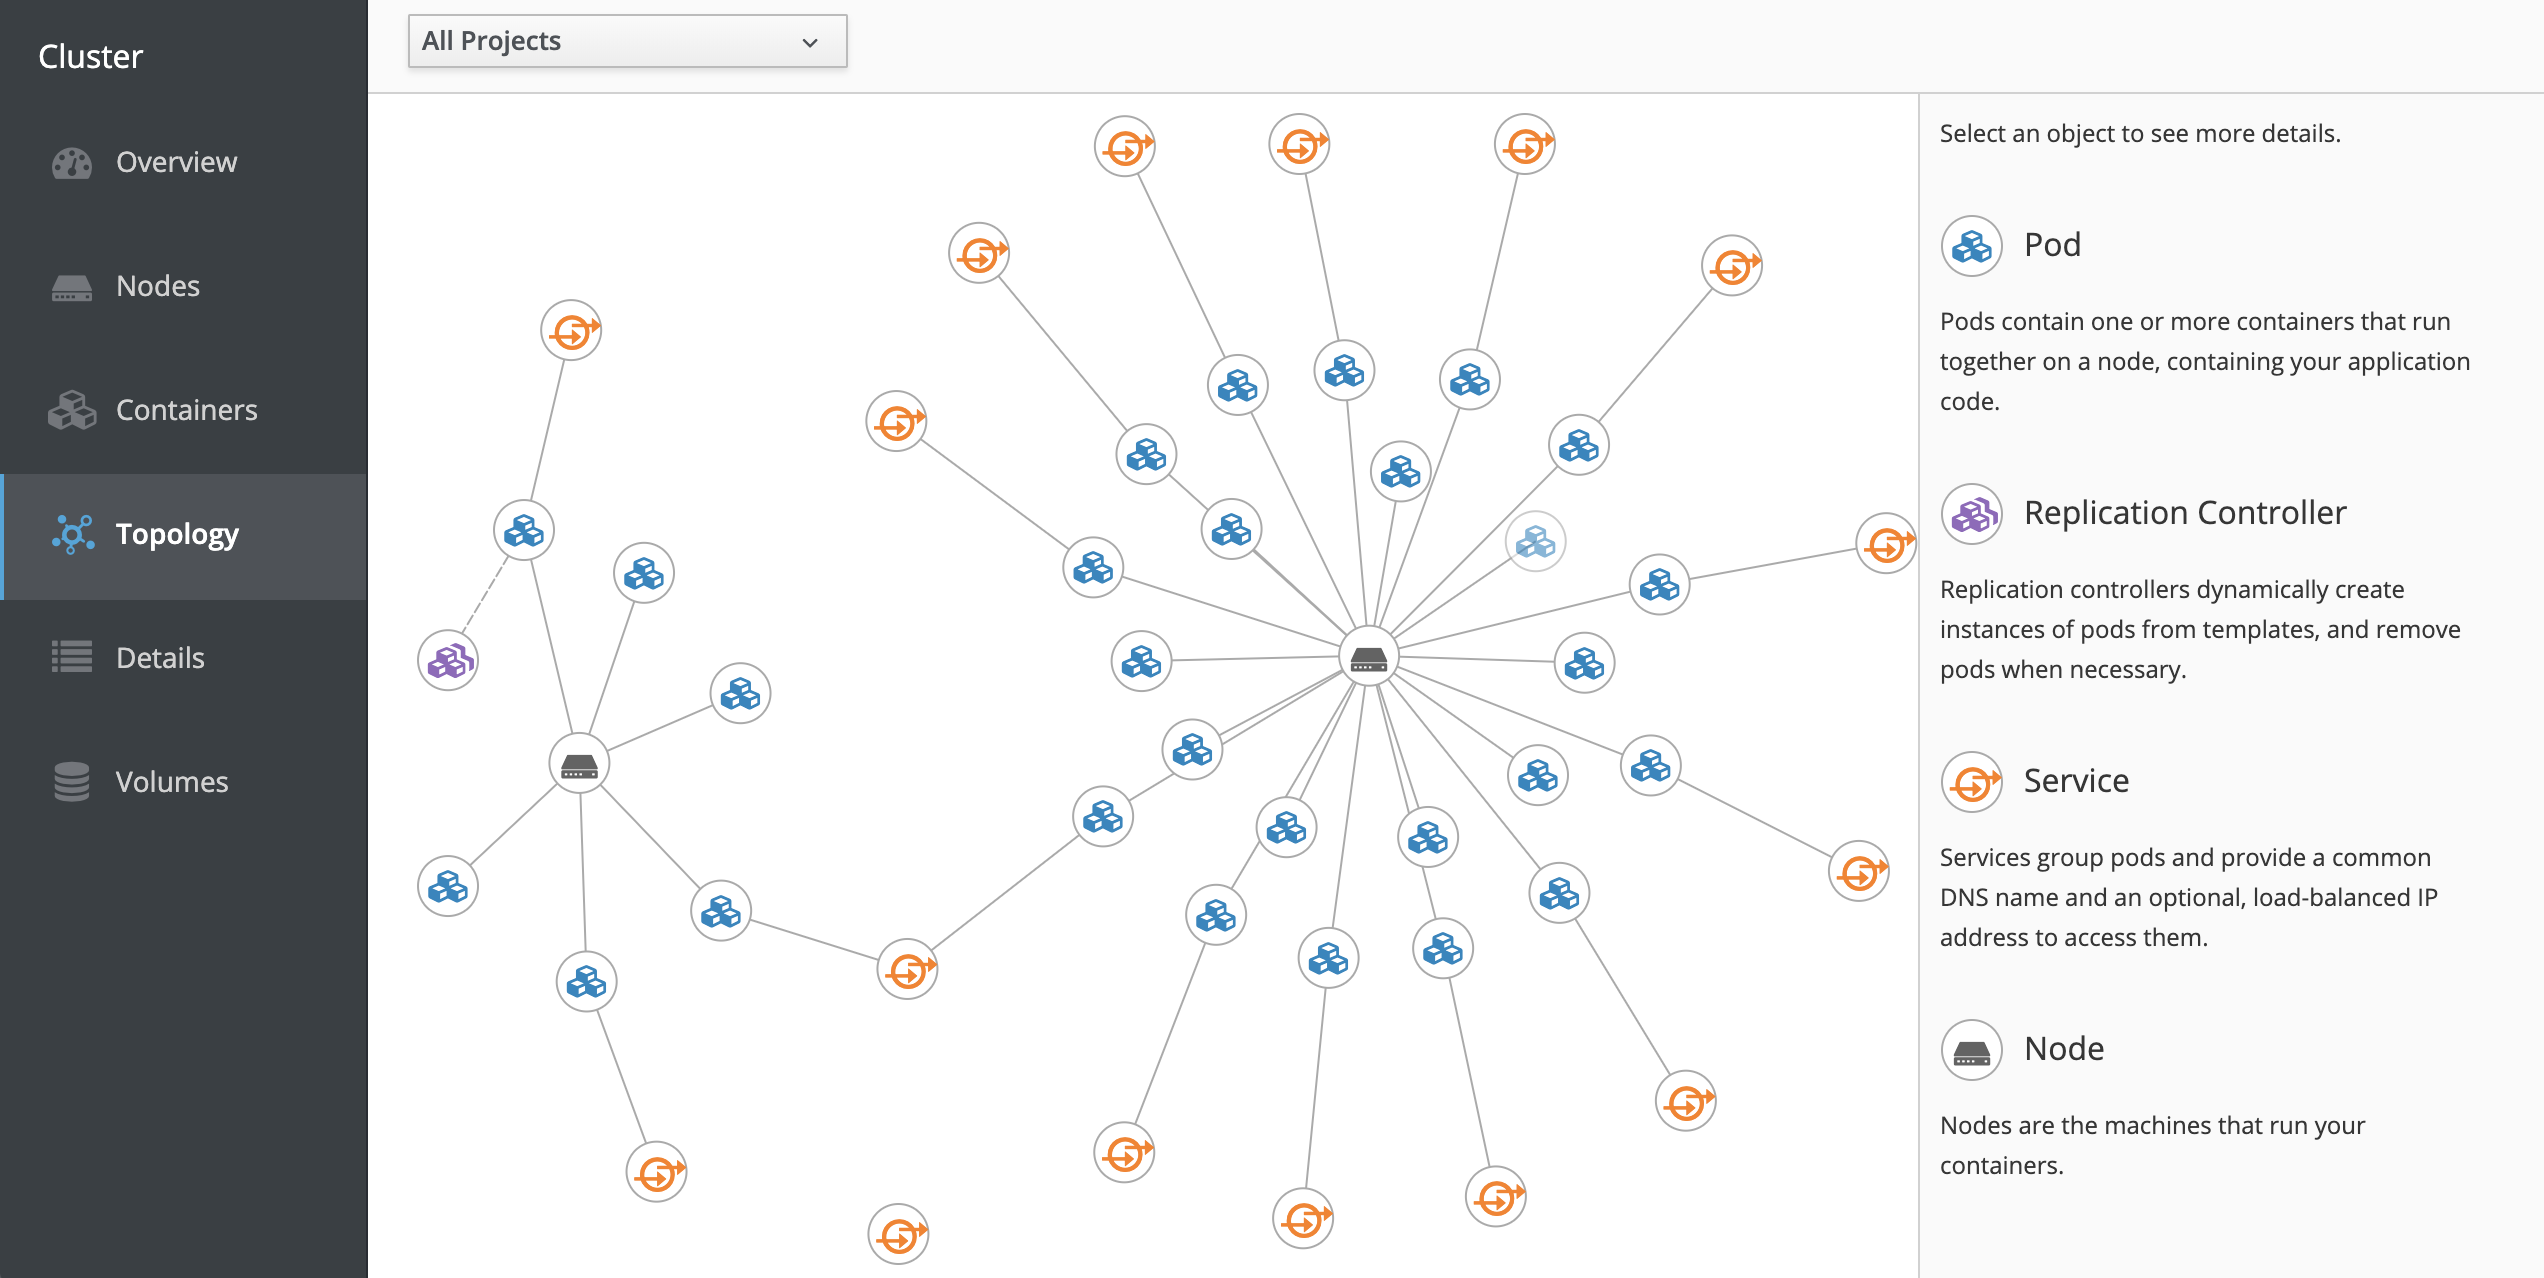 Cluster
Overview
Nodes
Containers
Topology
Details
Volumes
All Projects
Select an object to see more details.
Pod
Pods contain one or more containers that run
together on a node, containing your application
code.
Replication Controller
Replication controllers dynamically create
instances of pods from templates, and remove
pods when necessary.
Service
Services group pods and provide a common
DNS name and an optional, load-balanced IP
address to access them.
Node
Nodes are the machines that run your
containers.